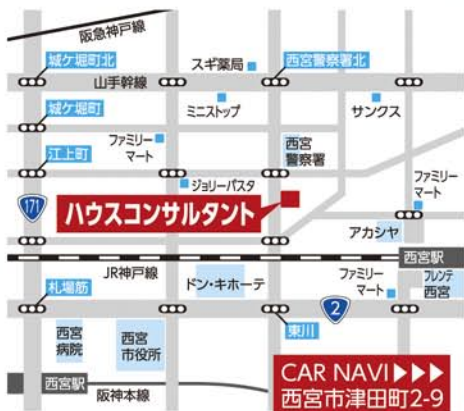 阪急神戸線
城ケ堀町北
スギ薬局
西宮警察署北
山手幹線
城ケ堀町
ミニストップ
サンクス
ファミリー
マート
江上町
西宮
警察署
ジョリーパスタ
ファミリー
マート
171
ハウスコンサルタント
アカシヤ
西宮駅
JR神戸線
札場筋
ドン・キホーテ
ファミリー
マート
フレンテ
西宮
2
西宮
病院
西宮
市役所
東川
西宮駅
阪神本線
CAR NAVI▶▶▶
西宮市津田町2-9